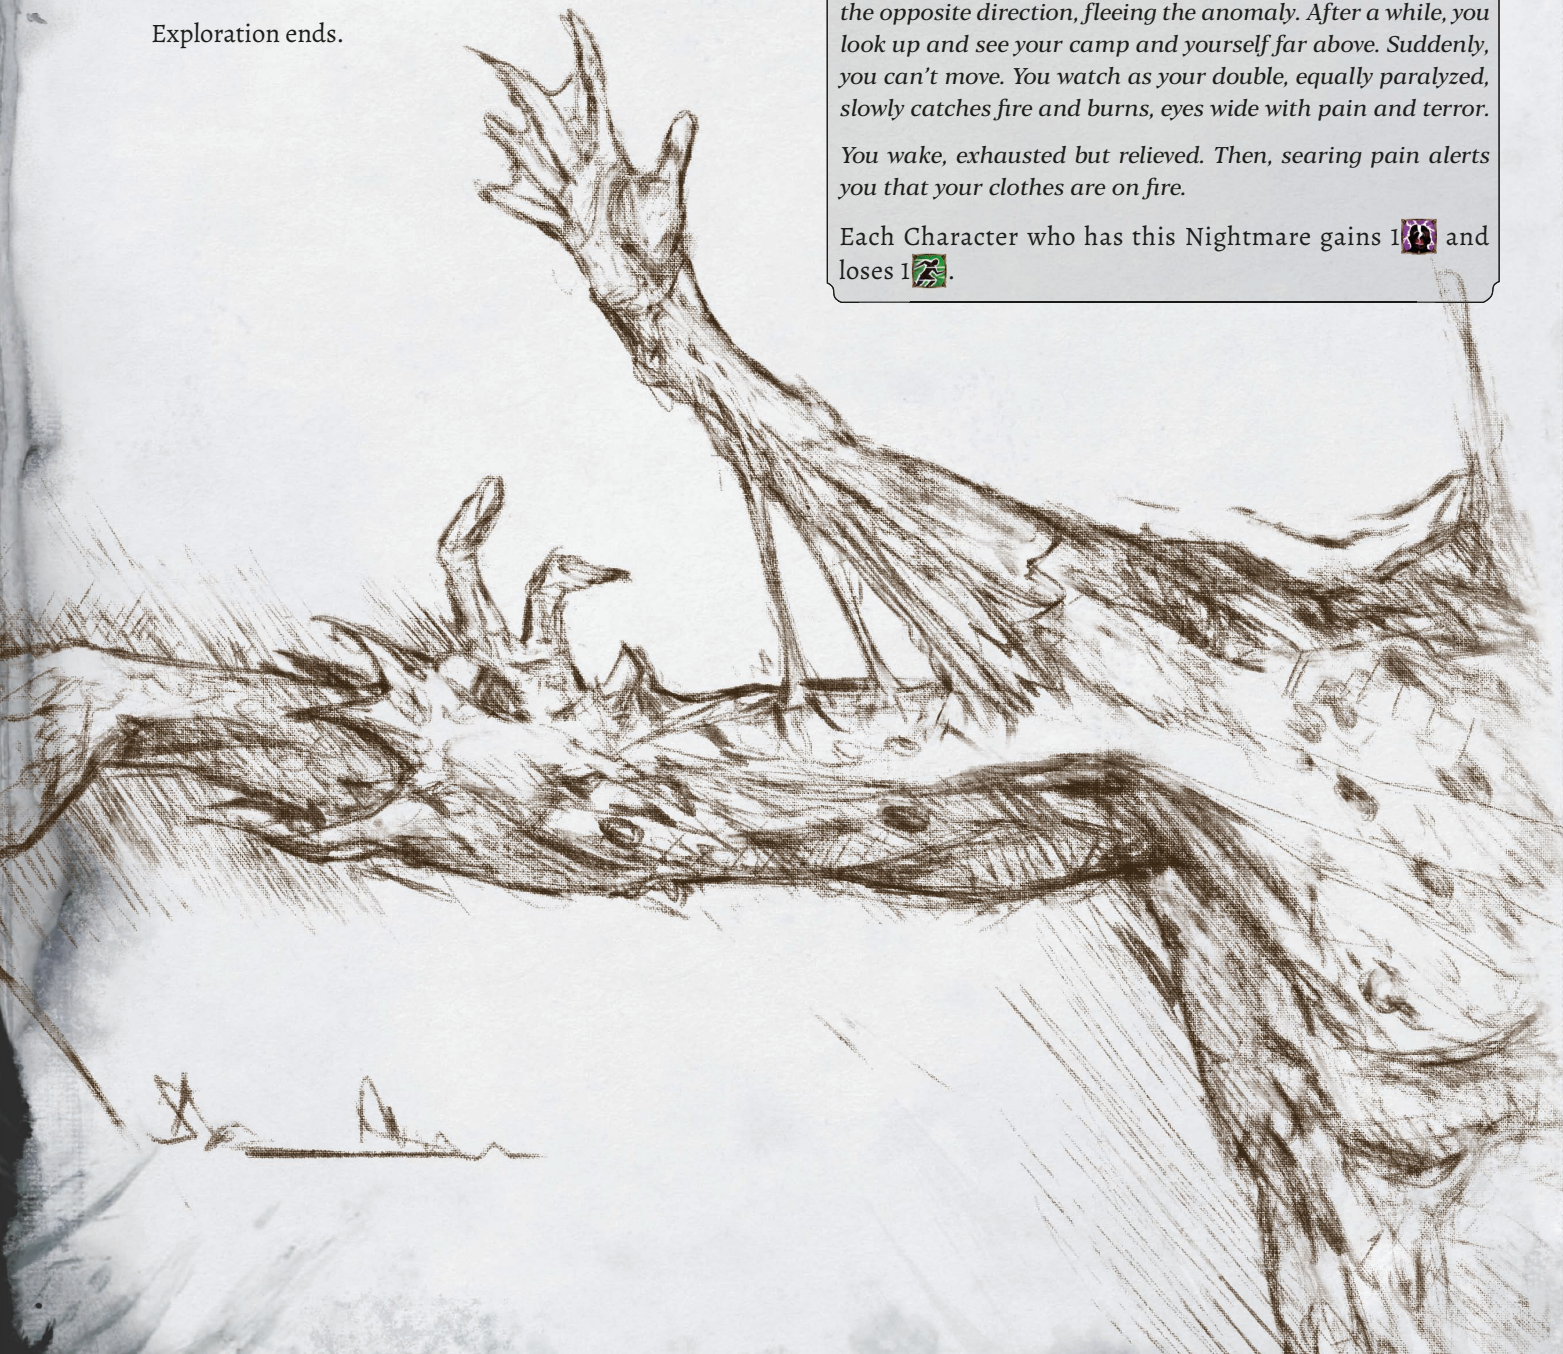 Exploration ends.
the opposite direction, fleeing the anomaly. After a while, you
look up and see your camp and yourself far above. Suddenly,
you can't move. You watch as your double, equally paralyzed,
slowly catches fire and burns, eyes wide with pain and terror.
You wake, exhausted but relieved. Then, searing pain alerts
you that your clothes are on fire.
Each Character who has this Nightmare gains 1 and
loses 1.